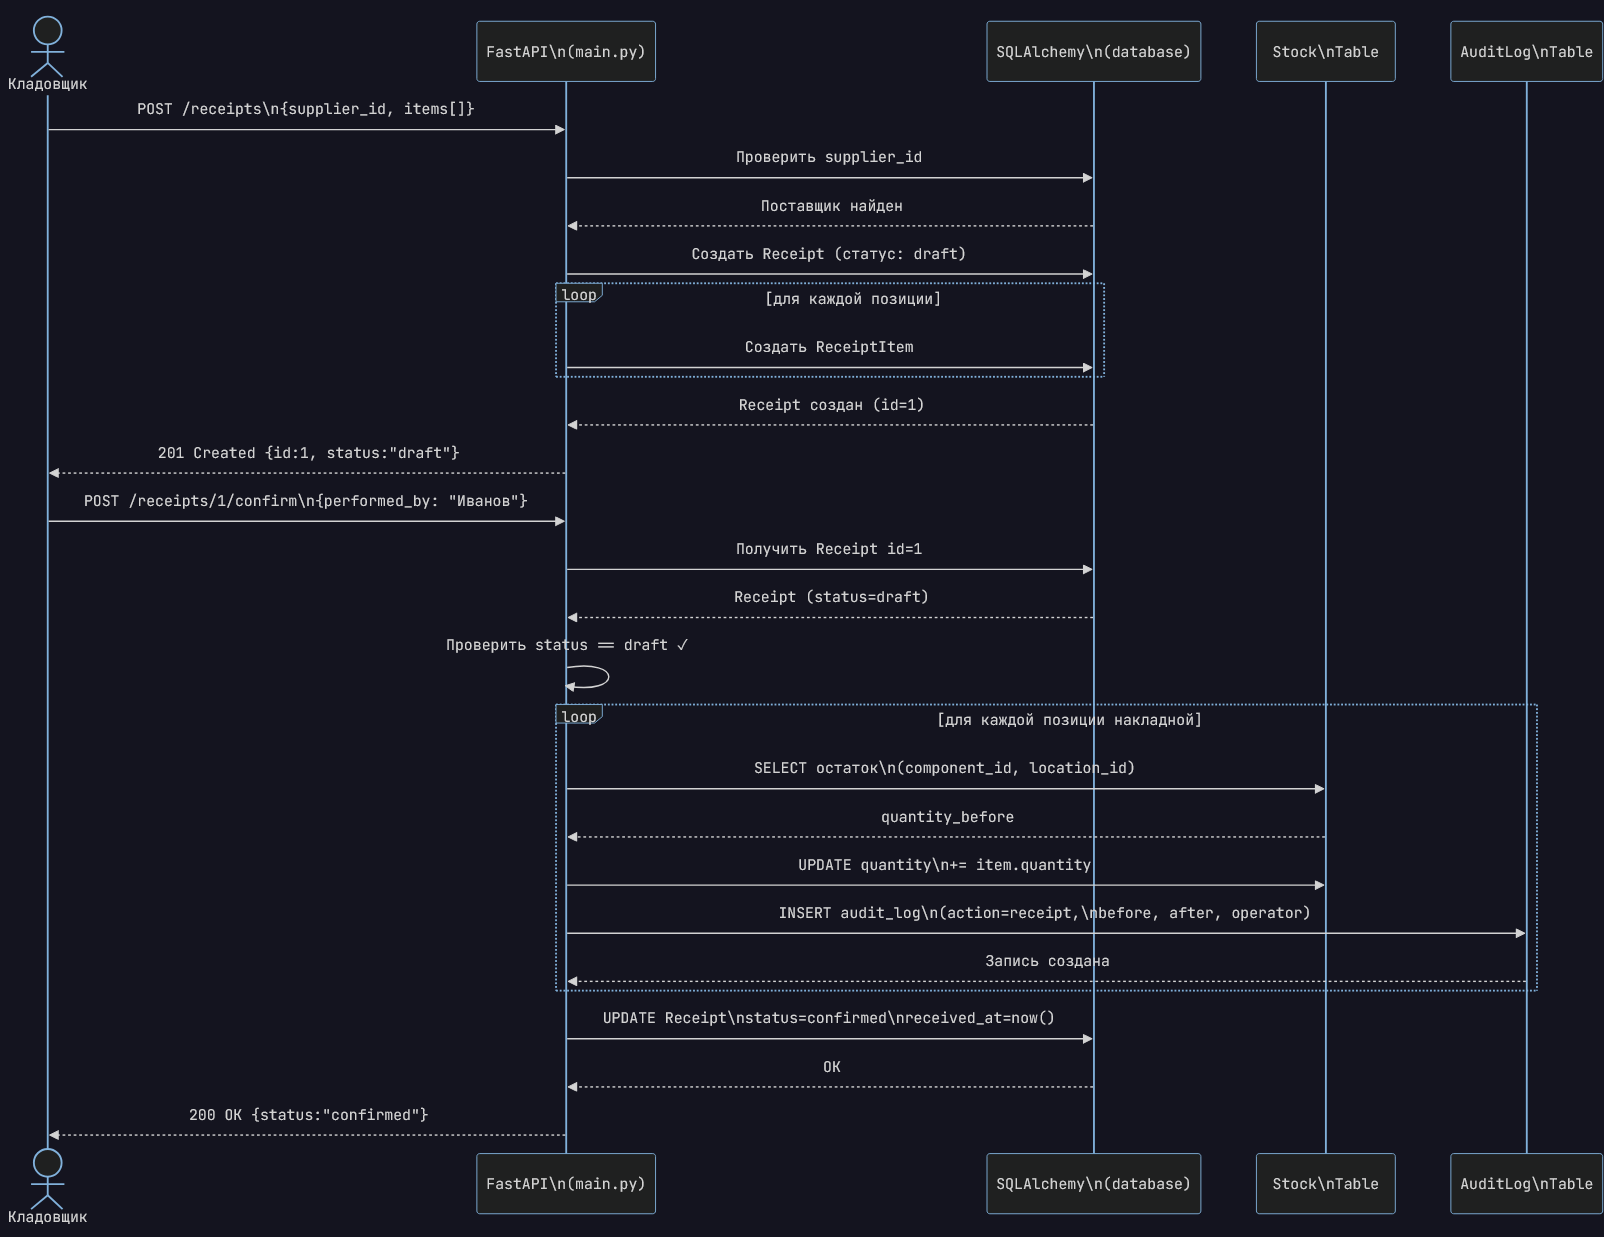 Кладовщик
FastAPI\n(main.py)
SQLAlchemy\n(database)
Stock\nTable
AuditLog\nTable
POST /receipts\n{supplier_id, items[]}
Проверить supplier_id
Поставщик найден
Создать Receipt (статус: draft)
loop
[для каждой позиции]
Создать ReceiptItem
Receipt создан (id=1)
201 Created {id:1, status:"draft"}
POST /receipts/1/confirm\n{performed_by: "Иванов"}
Получить Receipt id=1
Receipt (status=draft)
Проверить status == draft ✓
loop
[для каждой позиции накладной]
SELECT остаток\n(component_id, location_id)
quantity_before
UPDATE quantity\n+= item.quantity
INSERT audit_log\n(action=receipt,\nbefore, after, operator)
Запись создана
UPDATE Receipt\nstatus=confirmed\nreceived_at=now()
OK
200 OK {status:"confirmed"}
Кладовщик
FastAPI\n(main.py)
SQLAlchemy\n(database)
Stock\nTable
AuditLog\nTable